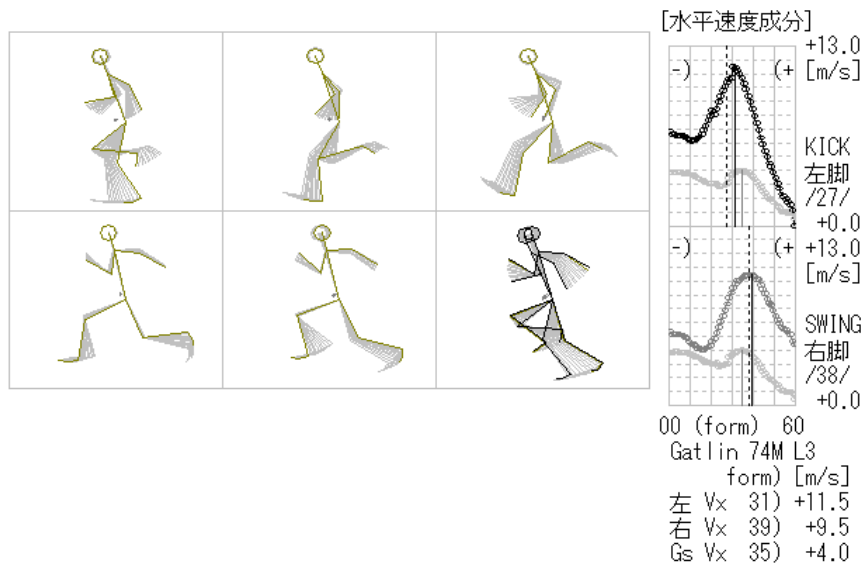 [水平速度成分]
+13.0
-) (+ [m/s]
KICK
左脚
/27/
+0.0
-) (+ +13.0
[m/s]
SWING
右脚
/38/
+0.0
00 (form) 60
Gatlin 74M L3
form) [m/s]
左 Vx 31) +11.5
右 Vx 39) +9.5
Gs Vx 35) +4.0